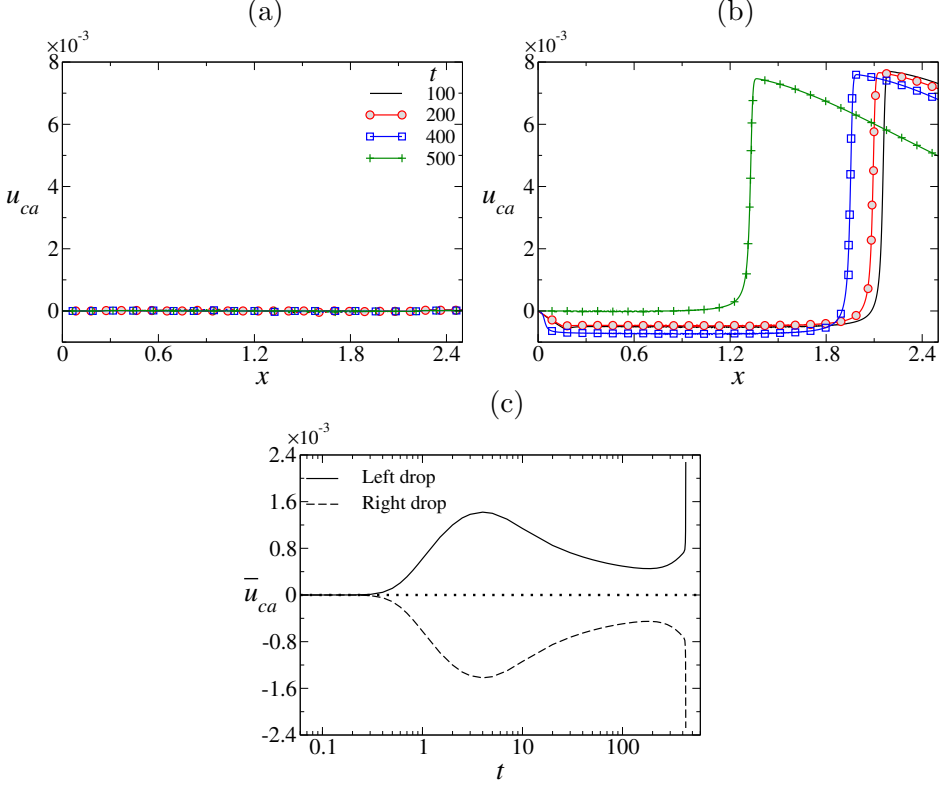 (a)
×10⁻³
8
6
u_ca
4
2
0
0 0.6 1.2 1.8 2.4
x
t
100
200
400
500
(b)
×10⁻³
8
6
u_ca
4
2
0
0 0.6 1.2 1.8 2.4
x
(c)
×10⁻³
2.4
1.6
0.8
u̅_ca
0
-0.8
-1.6
-2.4
Left drop
Right drop
0.1 1 10 100
t